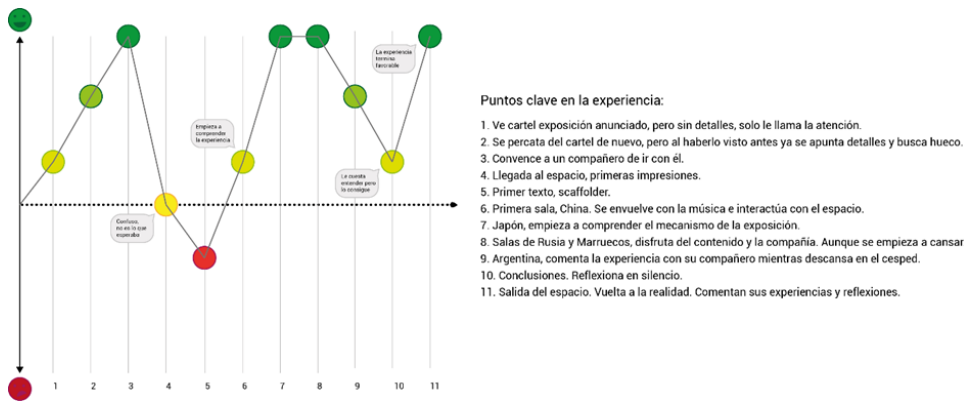 La experiencia
termina
favorable
Empieza a
comprender
la experiencia
Le cuesta
entender pero
lo consigue
Confuso,
no es lo que
esperaba
1 2 3 4 5 6 7 8 9 10 11
Puntos clave en la experiencia:
1. Ve cartel exposición anunciado, pero sin detalles, solo le llama la atención.
2. Se percata del cartel de nuevo, pero al haberlo visto antes ya se apunta detalles y busca hueco.
3. Convence a un compañero de ir con él.
4. Llegada al espacio, primeras impresiones.
5. Primer texto, scaffolder.
6. Primera sala, China. Se envuelve con la música e interactúa con el espacio.
7. Japón, empieza a comprender el mecanismo de la exposición.
8. Salas de Rusia y Marruecos, disfruta del contenido y la compañía. Aunque se empieza a cansar
9. Argentina, comenta la experiencia con su compañero mientras descansa en el cesped.
10. Conclusiones. Reflexiona en silencio.
11. Salida del espacio. Vuelta a la realidad. Comentan sus experiencias y reflexiones.